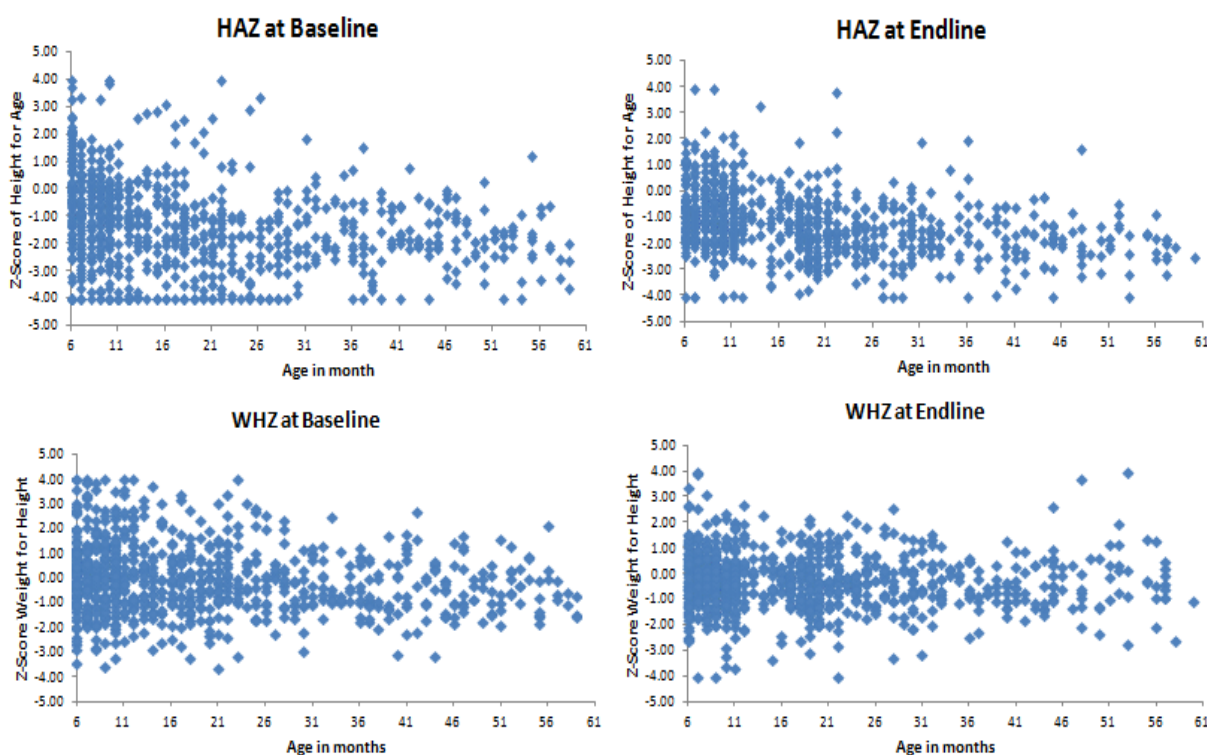 HAZ at Baseline
5.00
4.00
3.00
2.00
1.00
0.00
-1.00
-2.00
-3.00
-4.00
-5.00
Z-Score of Height for Age
6 11 16 21 26 31 36 41 46 51 56 61
Age in month
HAZ at Endline
5.00
4.00
3.00
2.00
1.00
0.00
-1.00
-2.00
-3.00
-4.00
-5.00
Z-Score of Height for Age
6 11 16 21 26 31 36 41 46 51 56 61
Age in month
WHZ at Baseline
5.00
4.00
3.00
2.00
1.00
0.00
-1.00
-2.00
-3.00
-4.00
-5.00
Z-Score Weight for Height
6 11 16 21 26 31 36 41 46 51 56 61
Age in months
WHZ at Endline
5.00
4.00
3.00
2.00
1.00
0.00
-1.00
-2.00
-3.00
-4.00
-5.00
Z-Score Weight for Height
6 11 16 21 26 31 36 41 46 51 56 61
Age in months